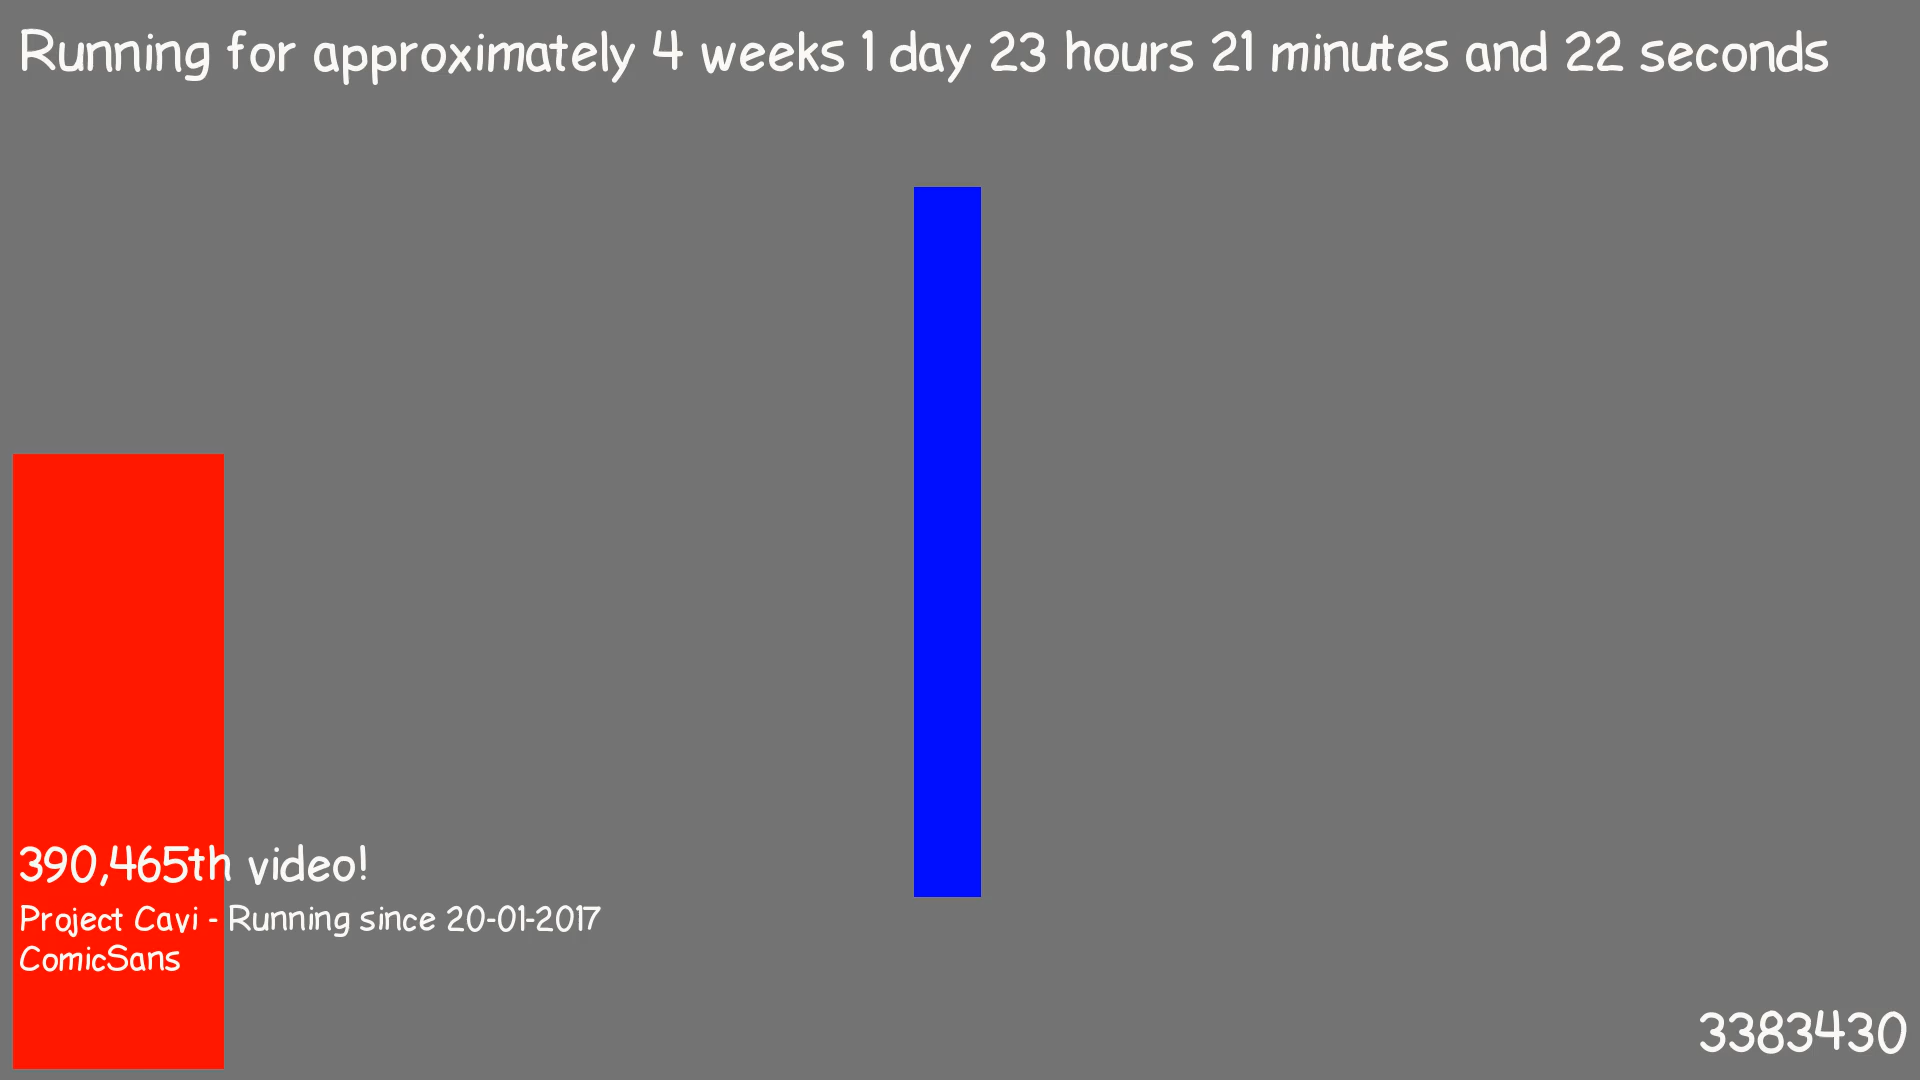 Running for approximately 4 weeks 1 day 23 hours 21 minutes and 22 seconds
390,465th video!
Project Cavi - Running since 20-01-2017
ComicSans
3383430